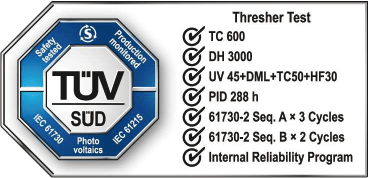 Safety
tested
S
Production
monitored
TÜV
SÜD
IEC 61730
Photo
voltaics
IEC 61215
Thresher Test
TC 600
DH 3000
UV 45+DML+TC50+HF30
PID 288 h
61730-2 Seq. A × 3 Cycles
61730-2 Seq. B × 2 Cycles
Internal Reliability Program